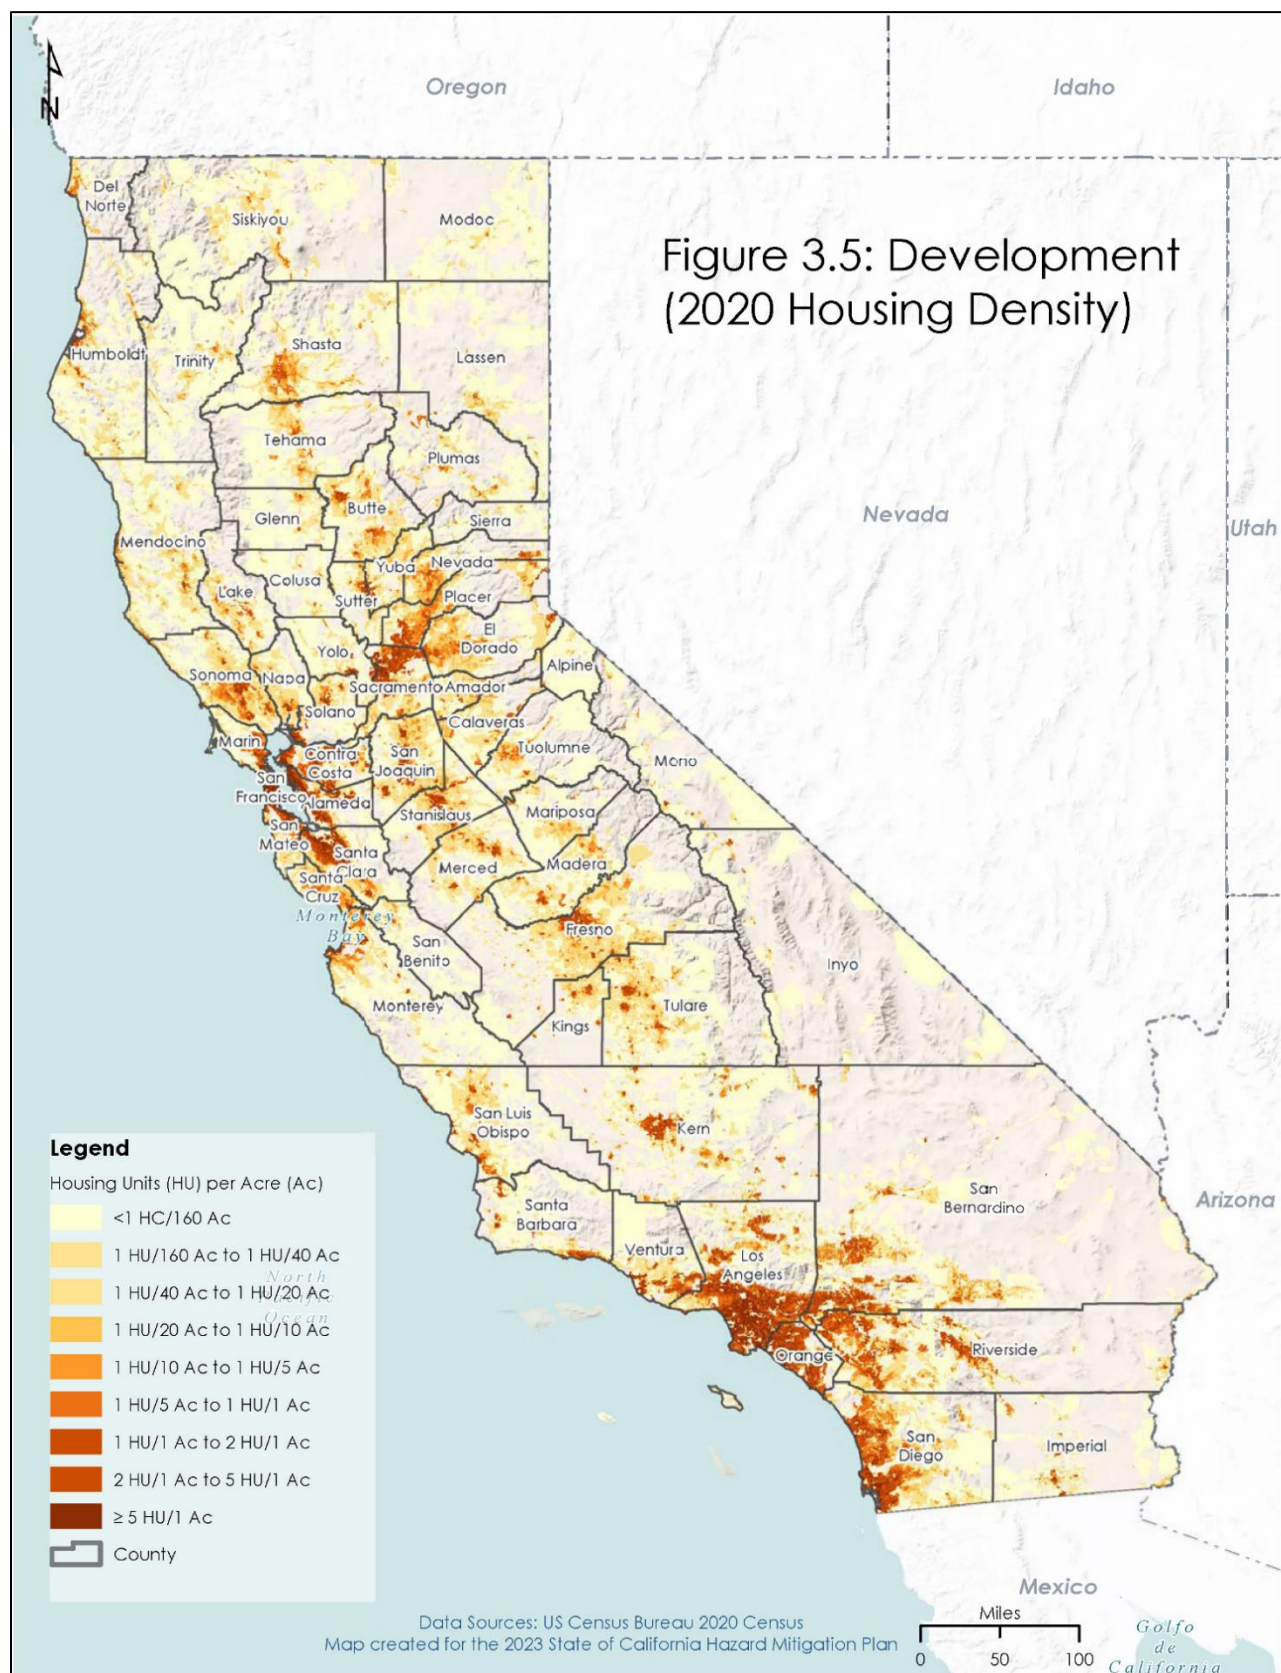 Oregon
Idaho
N
Del
Norte
Siskiyou
Modoc
Figure 3.5: Development
(2020 Housing Density)
Humboldt
Trinity
Shasta
Lassen
Tehama
Plumas
Nevada
Utah
Glenn
Butte
Sierra
Mendocino
Colusa
Yuba
Nevada
Lake
Sutter
Placer
El
Dorado
Yolo
Alpine
Sonoma
Napa
Sacramento
Amador
Solano
Calaveras
Marin
Contra
Costa
San
Joaquin
Tuolumne
Mono
San
Francisco
Alameda
Stanislaus
Mariposa
San
Mateo
Santa
Clara
Merced
Madera
Santa
Cruz
Monterey
Bay
Fresno
San
Benito
Inyo
Monterey
Kings
Tulare
San Luis
Obispo
Kern
San
Bernardino
Arizona
Santa
Barbara
Ventura
Los
Angeles
Orange
Riverside
San
Diego
Imperial
Legend
Housing Units (HU) per Acre (Ac)
<1 HC/160 Ac
1 HU/160 Ac to 1 HU/40 Ac
1 HU/40 Ac to 1 HU/20 Ac
1 HU/20 Ac to 1 HU/10 Ac
1 HU/10 Ac to 1 HU/5 Ac
1 HU/5 Ac to 1 HU/1 Ac
1 HU/1 Ac to 2 HU/1 Ac
2 HU/1 Ac to 5 HU/1 Ac
≥ 5 HU/1 Ac
County
North
Pacific
Ocean
Mexico
Data Sources: US Census Bureau 2020 Census
Map created for the 2023 State of California Hazard Mitigation Plan
Miles
0 50 100
Golfo
de
California